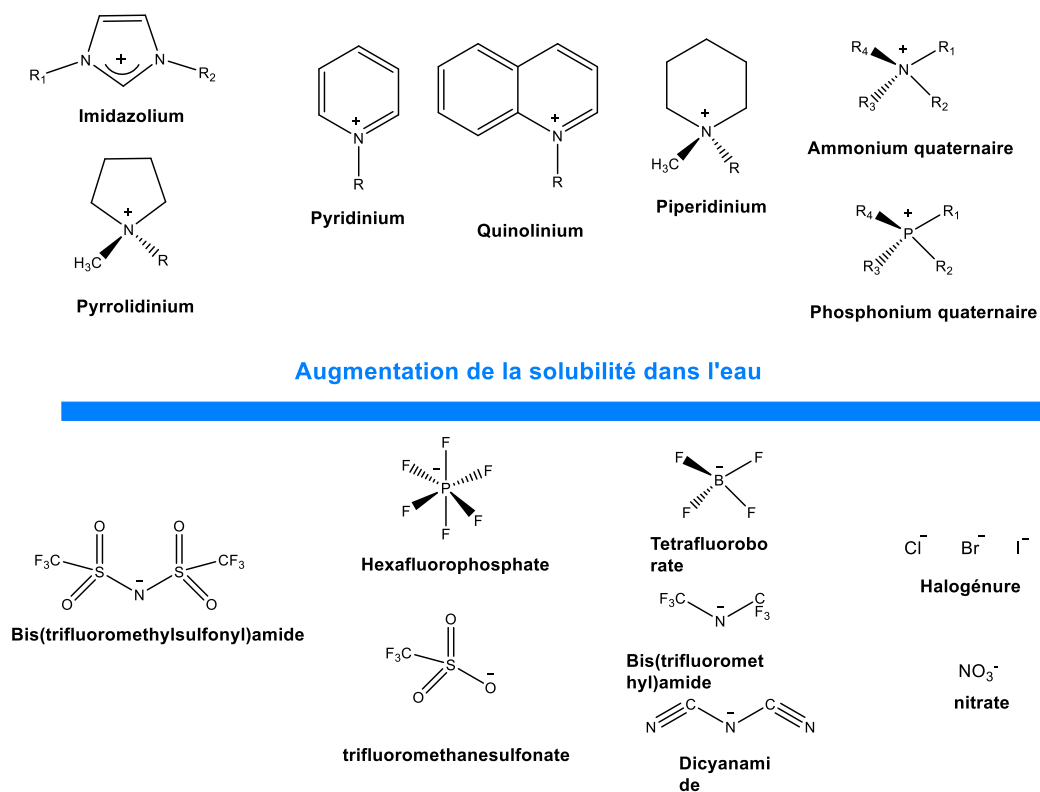 R1 N + N R2
Imidazolium
N + R
Pyridinium
N + R
Quinolinium
N + H3C R
Piperidinium
R4 + R1 N R3 R2
Ammonium quaternaire
N + H3C R
Pyrrolidinium
R4 + R1 P R3 R2
Phosphonium quaternaire
Augmentation de la solubilité dans l'eau
O O
F3C S N - S CF3
O O
Bis(trifluoromethylsulfonyl)amide
F
F - F
P
F F
F
Hexafluorophosphate
O
F3C S -
O O
trifluoromethanesulfonate
F - F
B
F F
Tetrafluorobo
rate
F3C - C
N F3
Bis(trifluoromet
hyl)amide
N C - C N
N
Dicyanami
de
Cl- Br- I-
Halogénure
NO3-
nitrate